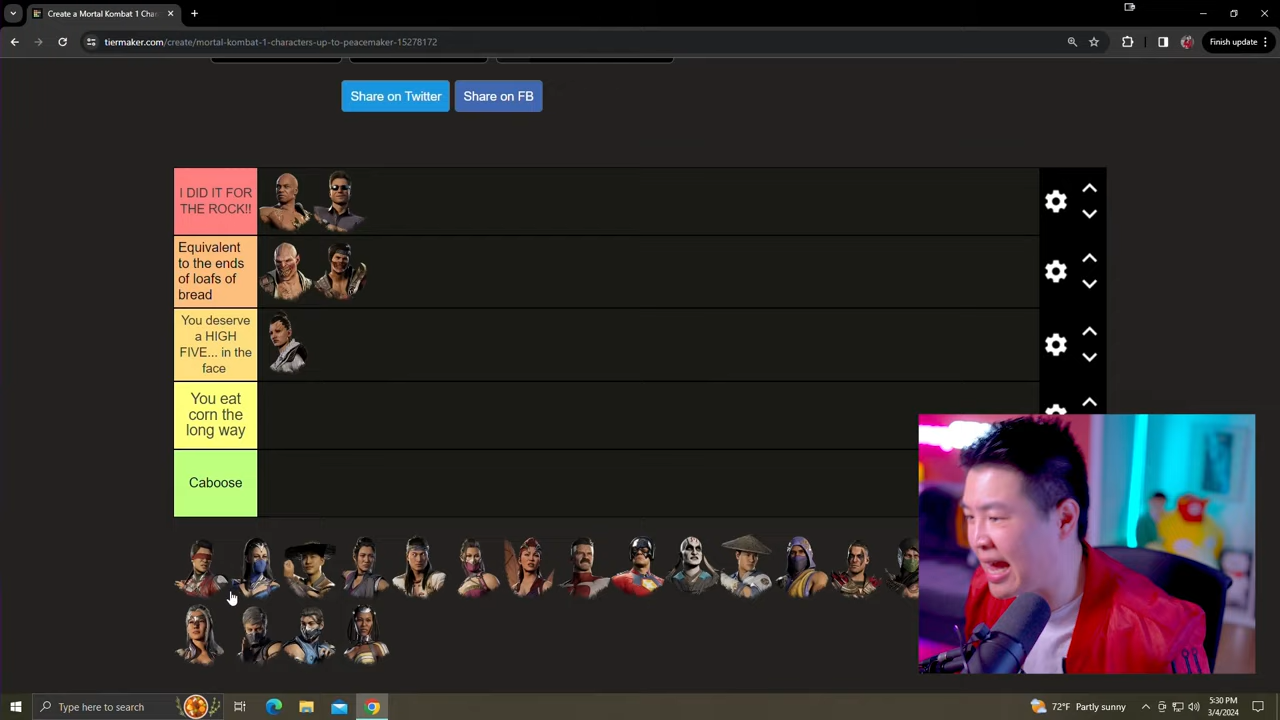 Create a Mortal Kombat 1 Char
tiermaker.com/create/mortal-kombat-1-characters-up-to-peacemaker-15278172
Finish update
Share on Twitter
Share on FB
I DID IT FOR
THE ROCK!!
Equivalent
to the ends
of loafs of
bread
You deserve
a HIGH
FIVE... in the
face
You eat
corn the
long way
Caboose
Type here to search
72°F Partly sunny
5:30 PM
3/4/2024